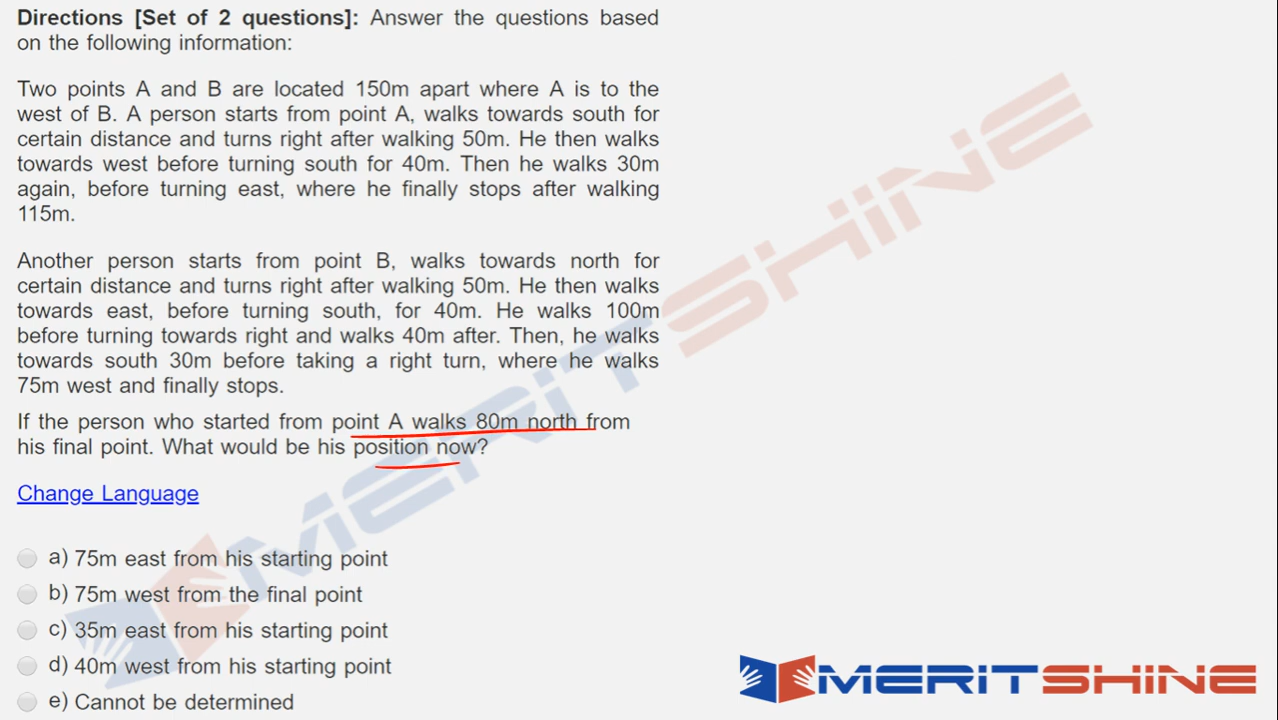 Directions [Set of 2 questions]: Answer the questions based
on the following information:
Two points A and B are located 150m apart where A is to the
west of B. A person starts from point A, walks towards south for
certain distance and turns right after walking 50m. He then walks
towards west before turning south for 40m. Then he walks 30m
again, before turning east, where he finally stops after walking
115m.
Another person starts from point B, walks towards north for
certain distance and turns right after walking 50m. He then walks
towards east, before turning south, for 40m. He walks 100m
before turning towards right and walks 40m after. Then, he walks
towards south 30m before taking a right turn, where he walks
75m west and finally stops.
If the person who started from point A walks 80m north from
his final point. What would be his position now?
Change Language
a) 75m east from his starting point
b) 75m west from the final point
c) 35m east from his starting point
d) 40m west from his starting point
e) Cannot be determined
MERITSHINE
MERITSHINE